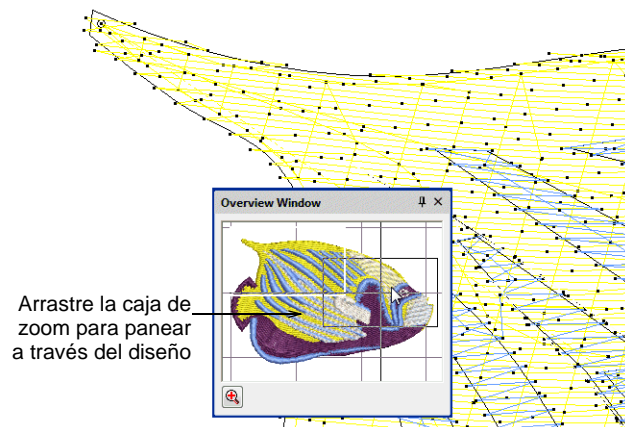 Overview Window
Arrastre la caja de
zoom para panear
a través del diseño